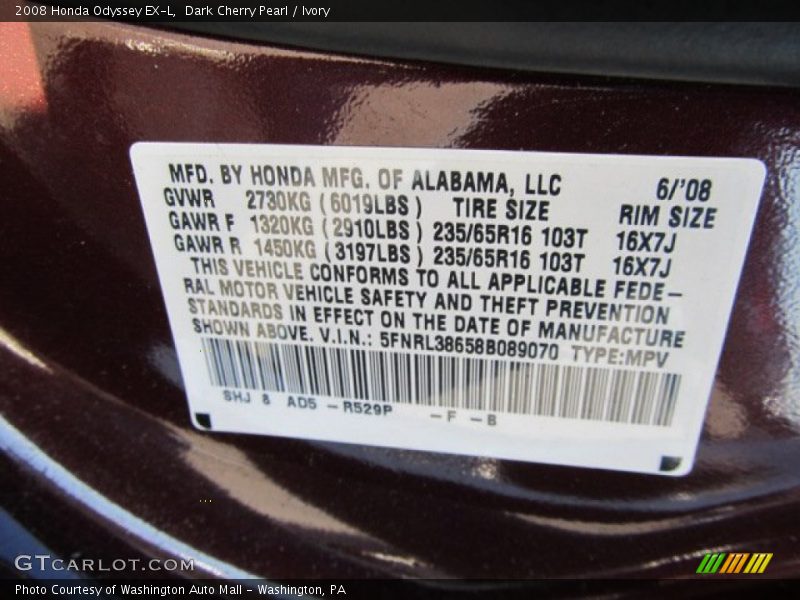 2008 Honda Odyssey EX-L, Dark Cherry Pearl / Ivory
MFD. BY HONDA MFG. OF ALABAMA, LLC 6/'08
GVWR 2730KG (6019LBS) TIRE SIZE RIM SIZE
GAWR F 1320KG (2910LBS) 235/65R16 103T 16X7J
GAWR R 1450KG (3197LBS) 235/65R16 103T 16X7J
THIS VEHICLE CONFORMS TO ALL APPLICABLE FEDE-
RAL MOTOR VEHICLE SAFETY AND THEFT PREVENTION
STANDARDS IN EFFECT ON THE DATE OF MANUFACTURE
SHOWN ABOVE. V.I.N.: 5FNRL38658B089070 TYPE:MPV
SHJ 8 AD5 -R529P -F -B
GTCARLOT.COM
Photo Courtesy of Washington Auto Mall - Washington, PA